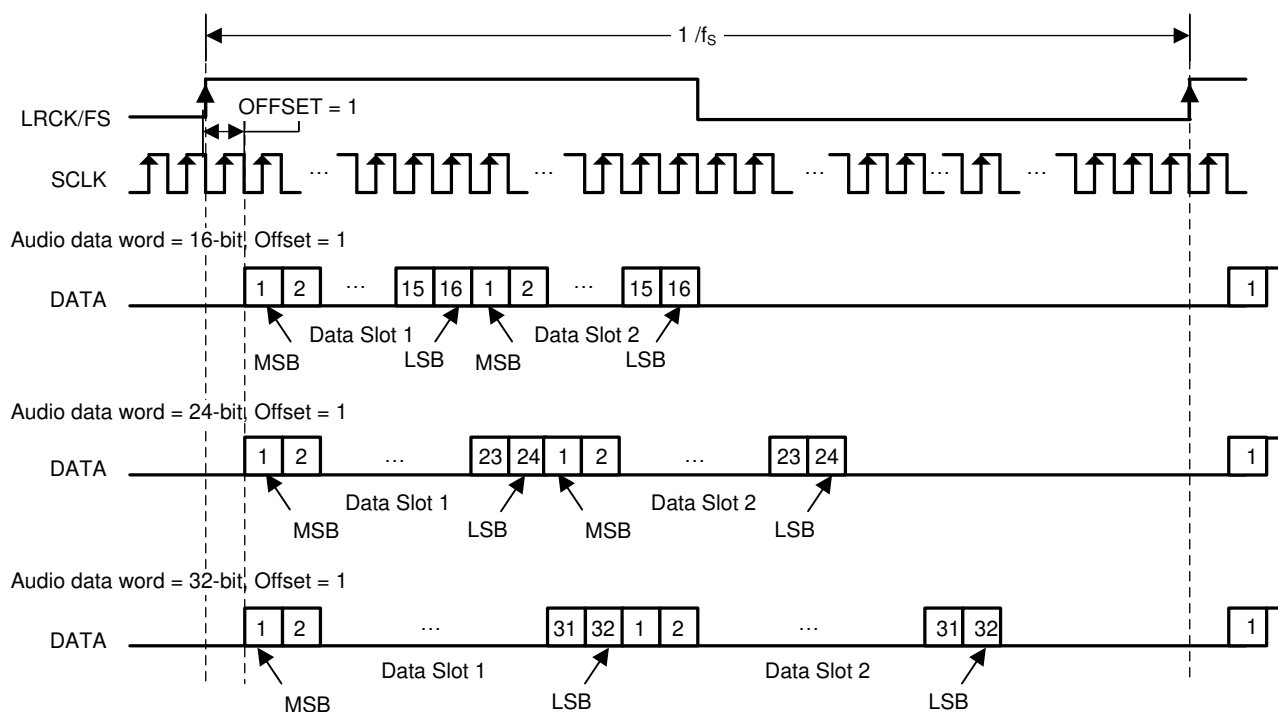 1 /fS
LRCK/FS
OFFSET = 1
SCLK
... ... ... ... ...
Audio data word = 16-bit, Offset = 1
DATA
1 2 ... 15 16 1 2 ... 15 16 1
Data Slot 1 Data Slot 2
MSB LSB MSB LSB
Audio data word = 24-bit, Offset = 1
DATA
1 2 ... 23 24 1 2 ... 23 24 1
Data Slot 1 Data Slot 2
MSB LSB MSB LSB
Audio data word = 32-bit, Offset = 1
DATA
1 2 ... 31 32 1 2 ... 31 32 1
Data Slot 1 Data Slot 2
MSB LSB LSB